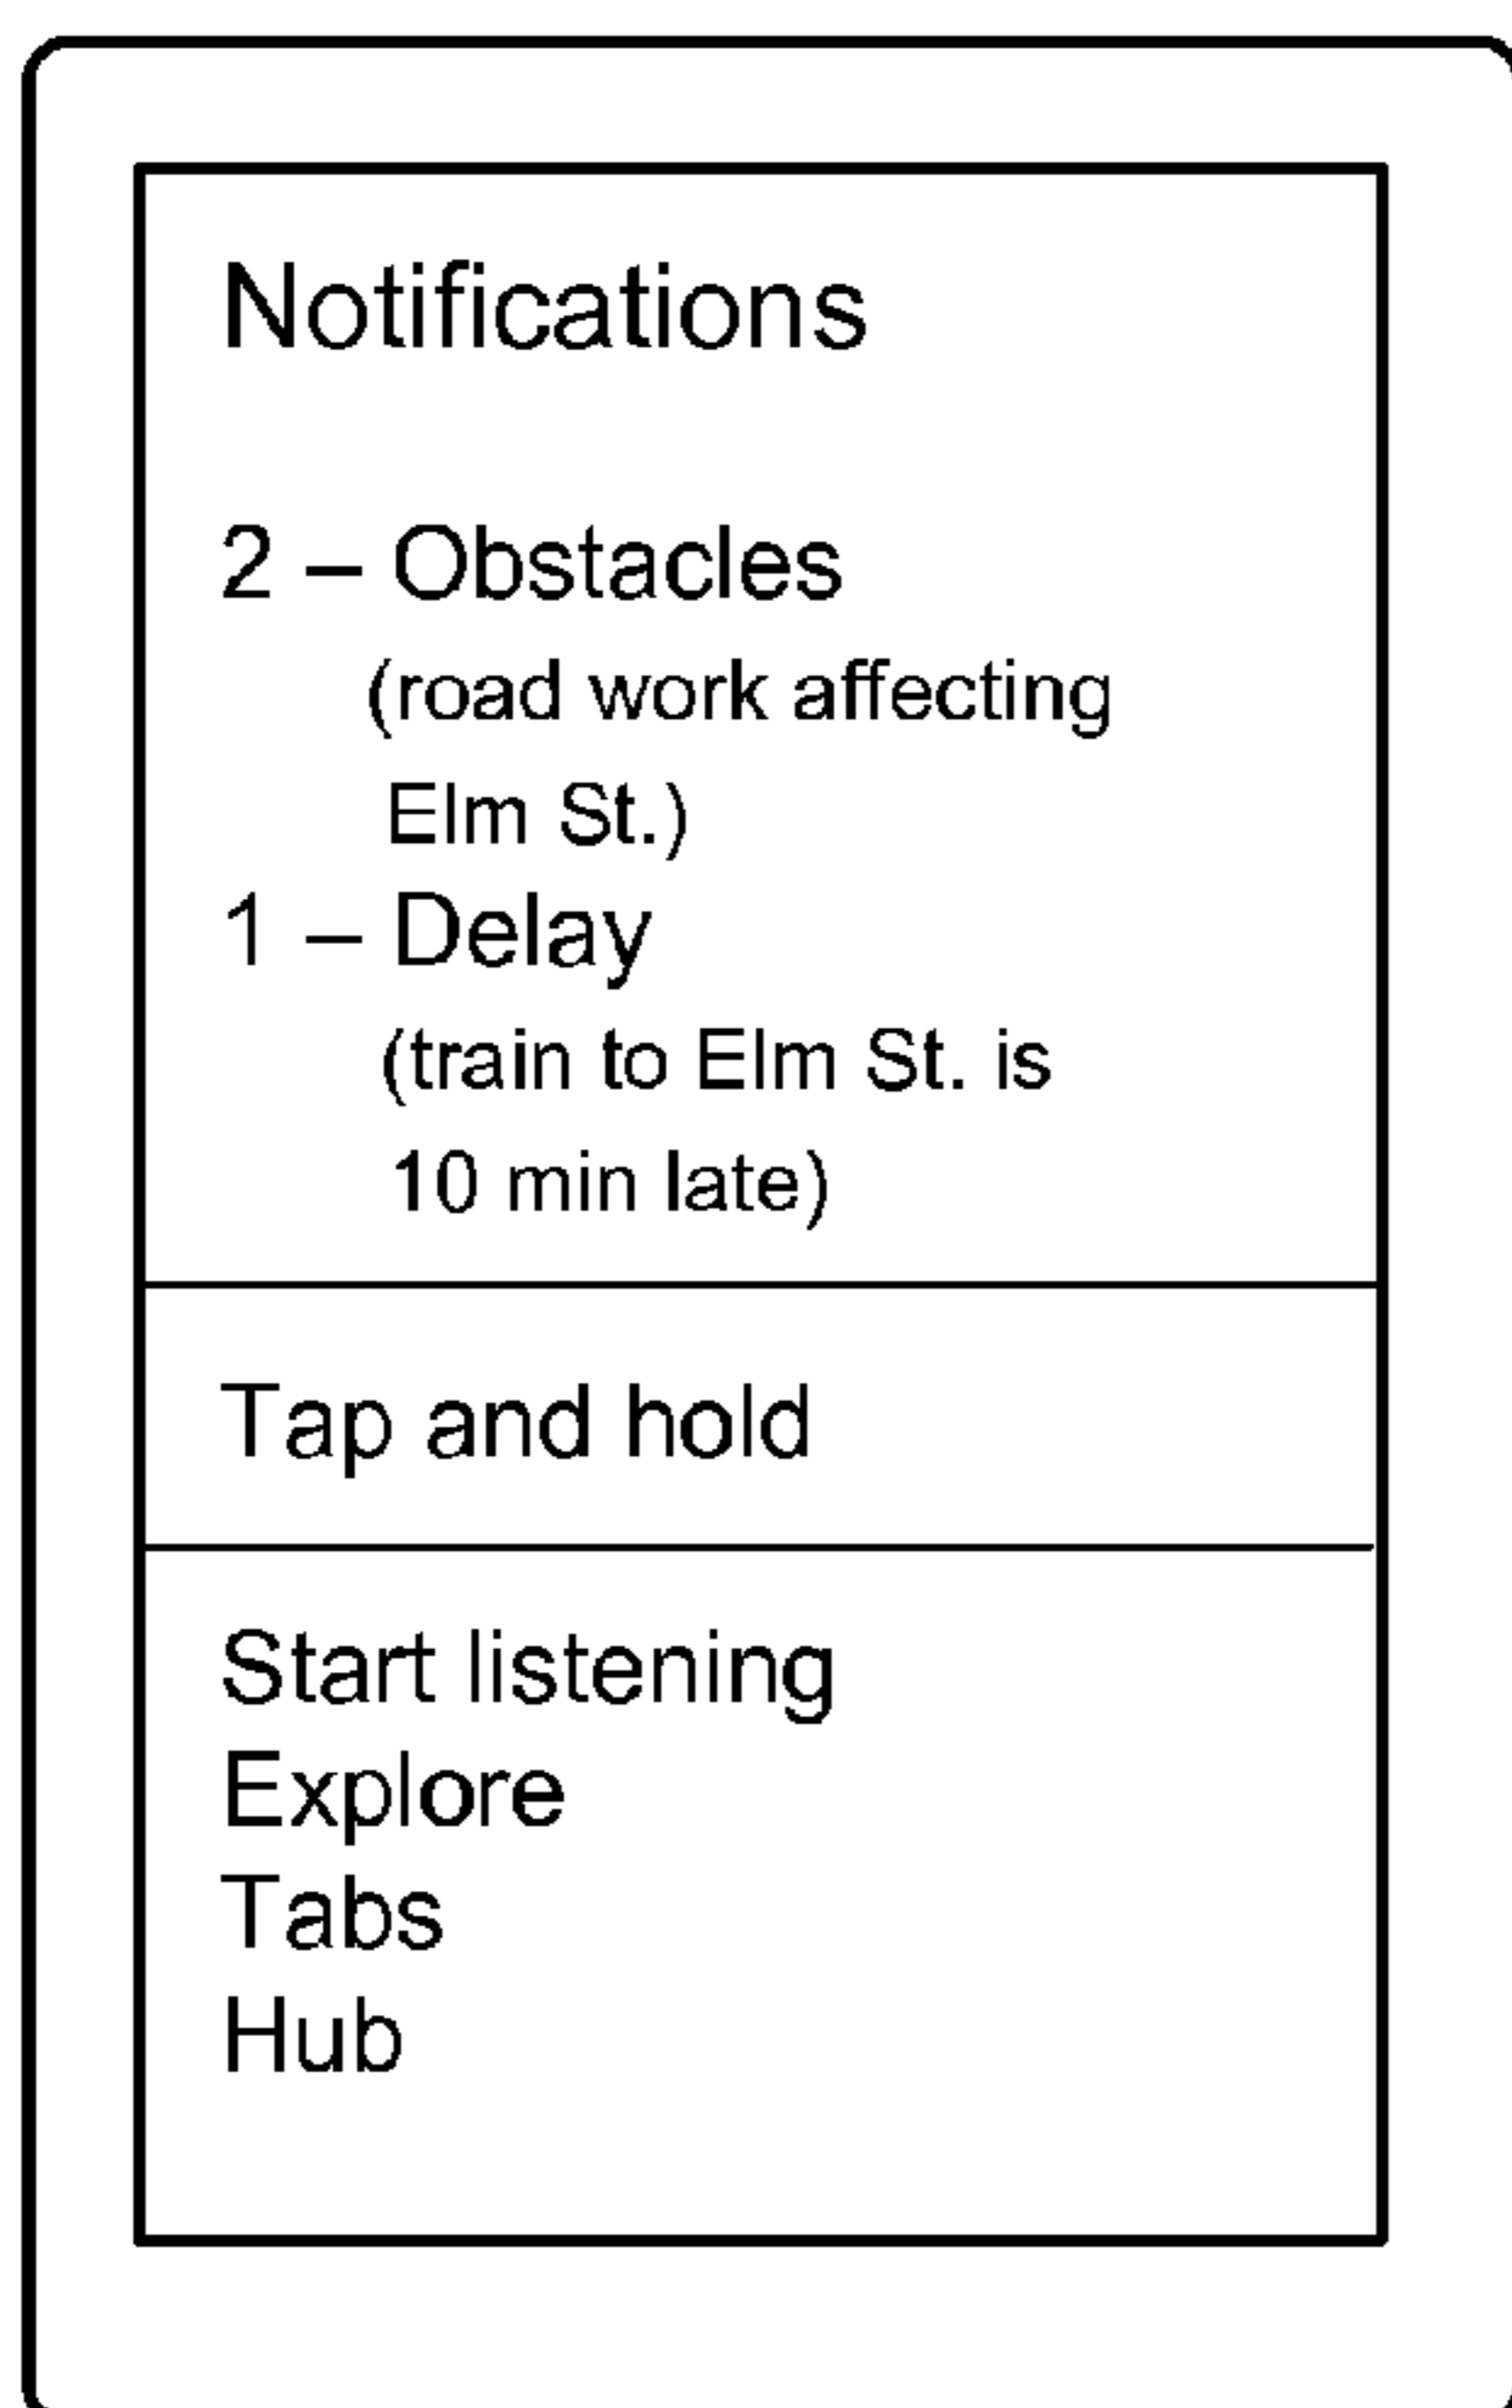 Notifications
2 – Obstacles
(road work affecting
Elm St.)
1 – Delay
(train to Elm St. is
10 min late)
Tap and hold
Start listening
Explore
Tabs
Hub